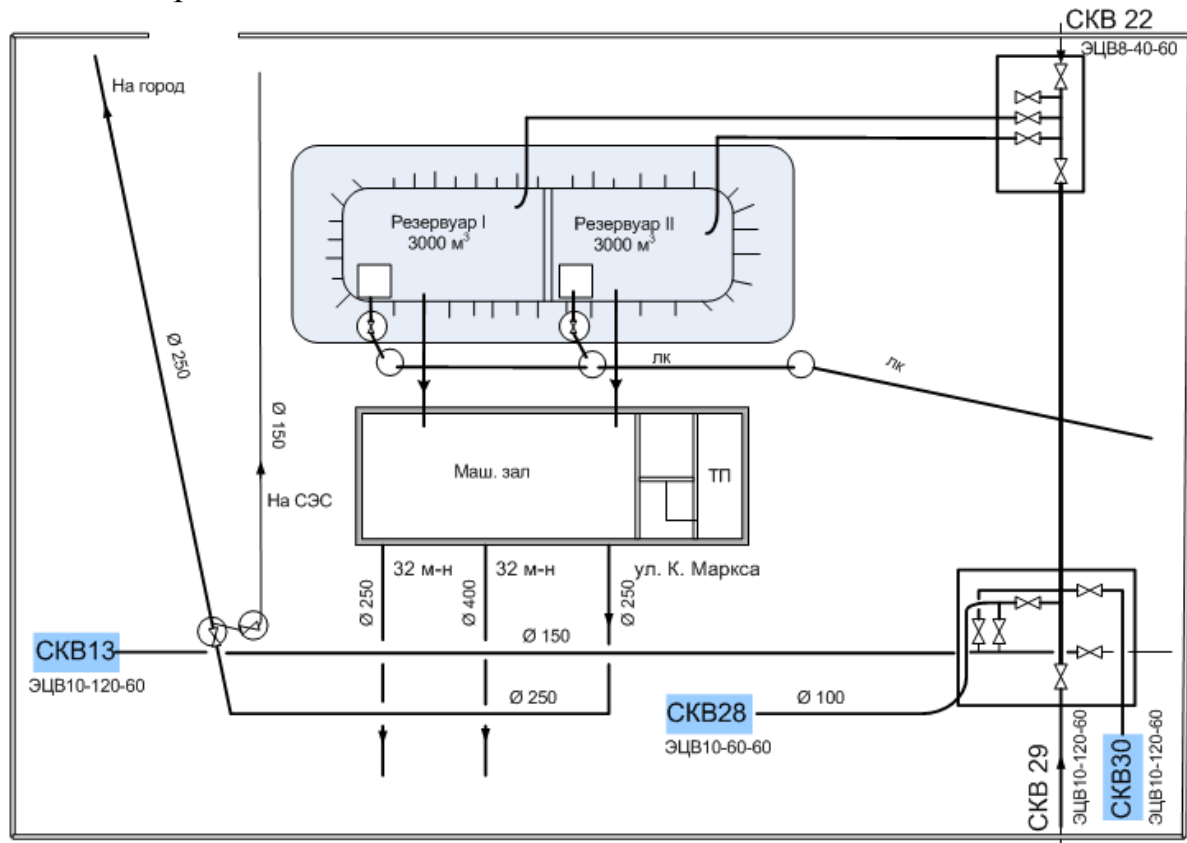 СКВ 22
ЭЦВ8-40-60
На город
Резервуар I
3000 м³
Резервуар II
3000 м³
Ø 250
Ø 150
На СЭС
лк
лк
Маш. зал
ТП
32 м-н
32 м-н
ул. К. Маркса
Ø 250
Ø 400
Ø 250
Ø 150
СКВ13
ЭЦВ10-120-60
Ø 250
СКВ28
ЭЦВ10-60-60
Ø 100
СКВ 29
ЭЦВ10-120-60
СКВ30
ЭЦВ10-120-60